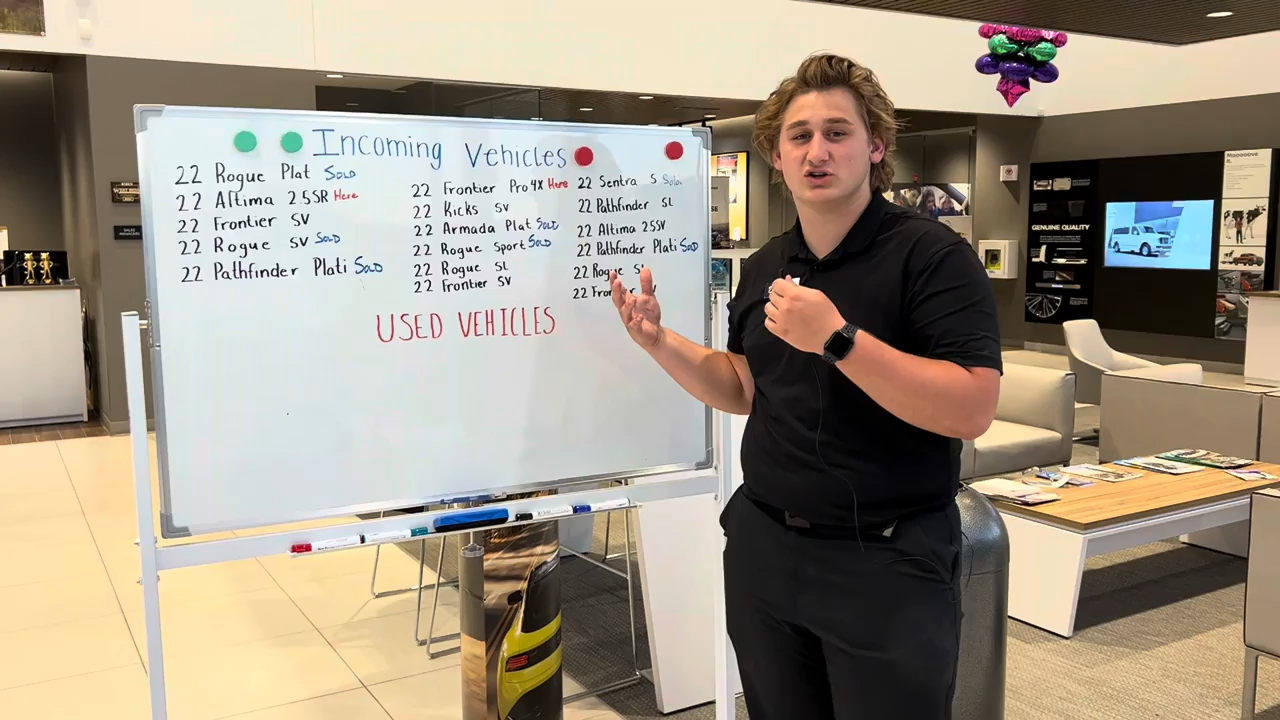 Incoming Vehicles
22 Rogue Plat SOLD
22 Altima 2.5SR Here
22 Frontier SV
22 Rogue SV SOLD
22 Pathfinder Plati SOLD
22 Frontier Pro4X Here
22 Kicks SV
22 Armada Plat SOLD
22 Rogue Sport SOLD
22 Rogue SL
22 Frontier SV
22 Sentra S Sold
22 Pathfinder SL
22 Altima 2.5SV
22 Pathfinder Plati SOLD
22 Rogue
22
USED VEHICLES
GENUINE QUALITY